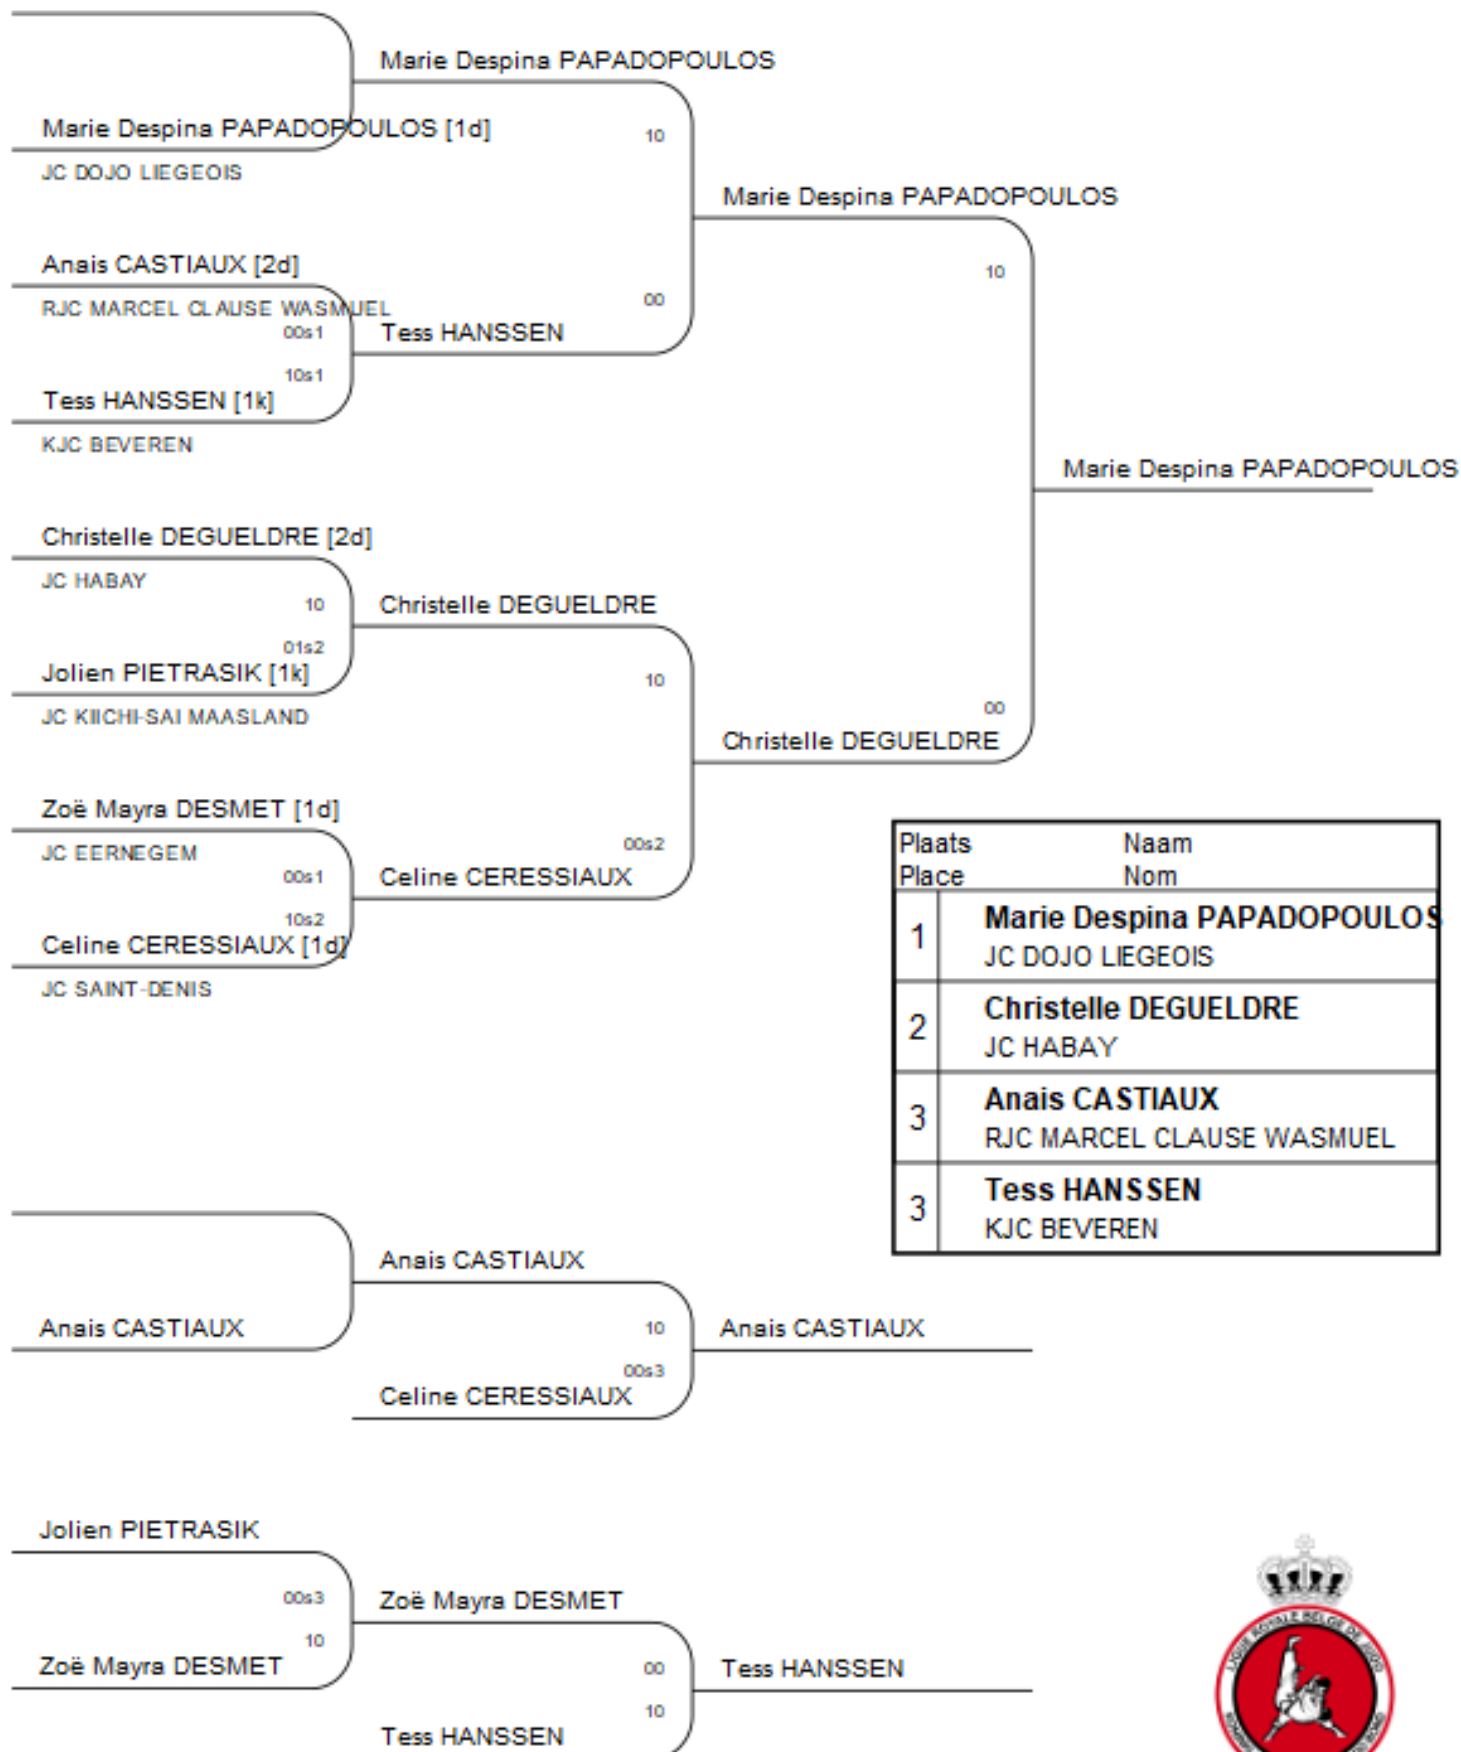 Marie Despina PAPADOPOULOS
Marie Despina PAPADOPOULOS [1d]
10
JC DOJO LIEGEOIS
Marie Despina PAPADOPOULOS
Anais CASTIAUX [2d]
10
RJC MARCEL CLAUSE WASMUEL
00
00s1
Tess HANSSEN
10s1
Tess HANSSEN [1k]
KJC BEVEREN
Marie Despina PAPADOPOULOS
Christelle DEGUELDRE [2d]
JC HABAY
10
Christelle DEGUELDRE
01s2
Jolien PIETRASIK [1k]
10
JC KIICHI-SAI MAASLAND
00
Christelle DEGUELDRE
Zoë Mayra DESMET [1d]
JC EERNEGEM
00s2
00s1
Celine CERESSIAUX
10s2
Celine CERESSIAUX [1d]
JC SAINT-DENIS
Plaats Naam
Place Nom
1 Marie Despina PAPADOPOULOS
JC DOJO LIEGEOIS
2 Christelle DEGUELDRE
JC HABAY
3 Anais CASTIAUX
RJC MARCEL CLAUSE WASMUEL
3 Tess HANSSEN
KJC BEVEREN
Anais CASTIAUX
Anais CASTIAUX
10
Anais CASTIAUX
00s3
Celine CERESSIAUX
Jolien PIETRASIK
00s3
Zoë Mayra DESMET
10
Zoë Mayra DESMET
00
Tess HANSSEN
10
Tess HANSSEN
LIGUE ROYALE BELGE DE JUDO